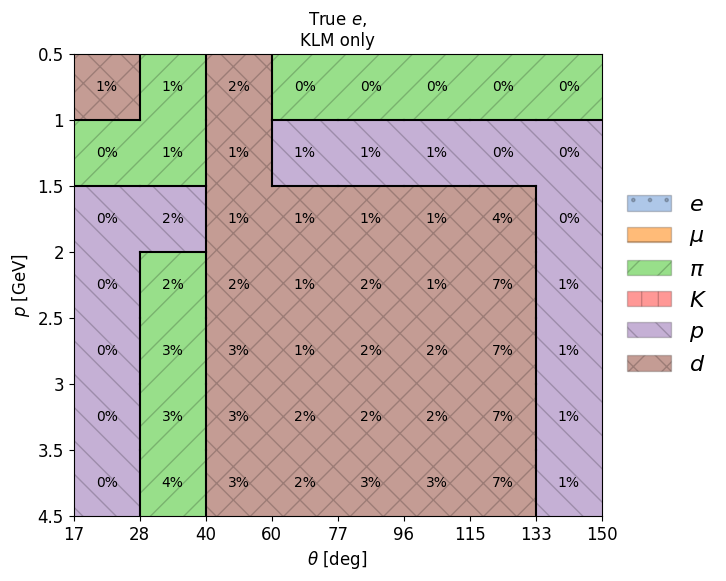 True e,
KLM only
0.5
1% 1% 2% 0% 0% 0% 0% 0%
1
0% 1% 1% 1% 1% 1% 0% 0%
1.5
0% 2% 1% 1% 1% 1% 4% 0%
2
0% 2% 2% 1% 2% 1% 7% 1%
2.5
0% 3% 3% 1% 2% 2% 7% 1%
3
0% 3% 3% 2% 2% 2% 7% 1%
3.5
4
0% 4% 3% 2% 3% 3% 7% 1%
4.5
p [GeV]
17 28 40 60 77 96 115 133 150
θ [deg]
e
μ
π
K
p
d